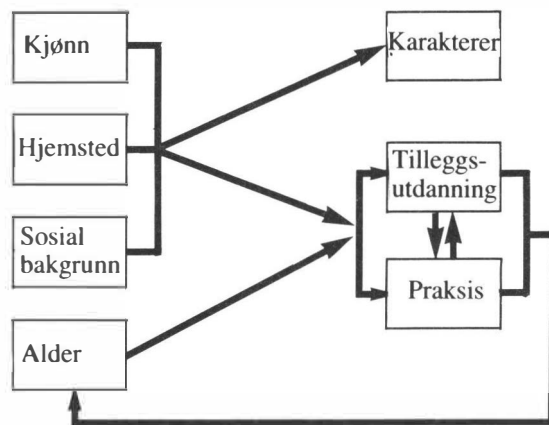 Kjønn
Hjemsted
Sosial
bakgrunn
Alder
Karakterer
Tilleggs-
utdanning
Praksis